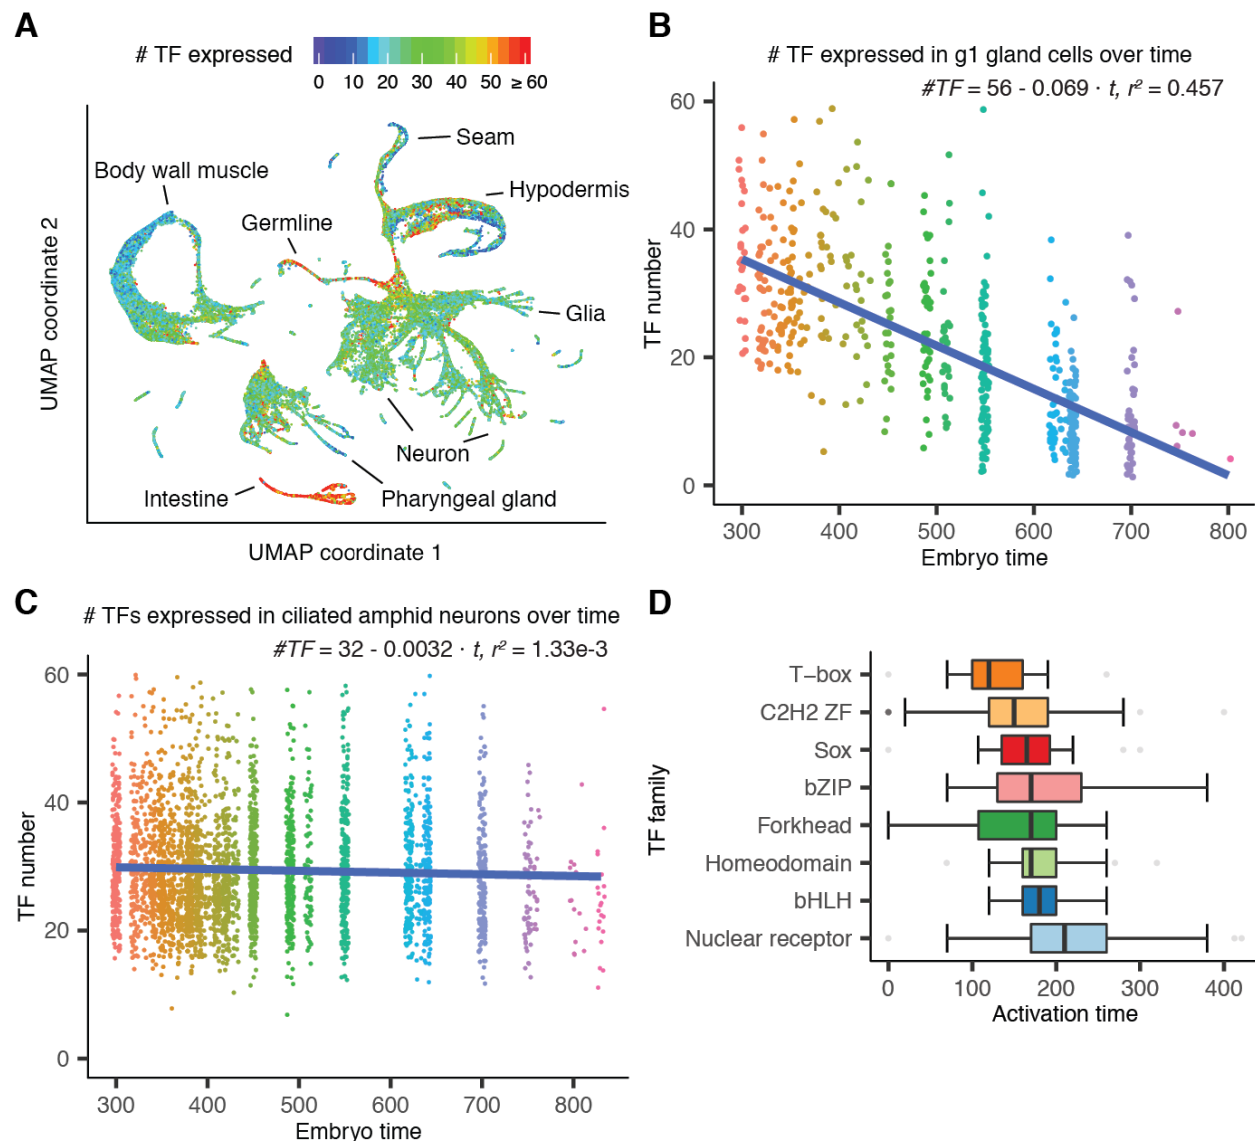 A
# TF expressed
0 10 20 30 40 50 ≥ 60
Seam
Body wall muscle
Hypodermis
Germline
Glia
Neuron
Intestine
Pharyngeal gland
UMAP coordinate 2
UMAP coordinate 1
B
# TF expressed in g1 gland cells over time
#TF = 56 - 0.069 · t, r² = 0.457
60
40
20
0
TF number
300 400 500 600 700 800
Embryo time
C
# TFs expressed in ciliated amphid neurons over time
#TF = 32 - 0.0032 · t, r² = 1.33e-3
60
40
20
0
TF number
300 400 500 600 700 800
Embryo time
D
T−box
C2H2 ZF
Sox
bZIP
Forkhead
Homeodomain
bHLH
Nuclear receptor
TF family
0 100 200 300 400
Activation time